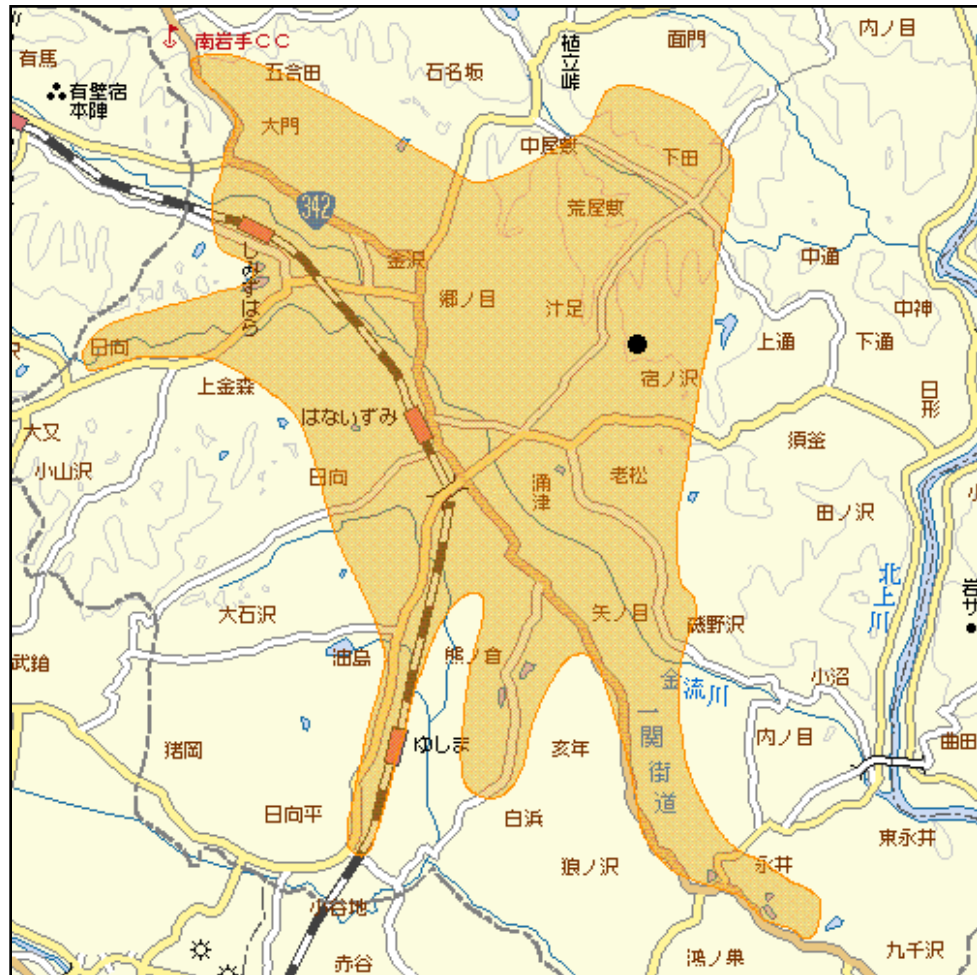 南岩手CC
有馬
五合田
石名坂
植立峠
面門
内ノ目
有壁宿
本陣
大門
中屋敷
下田
荒屋敷
342
金沢
中通
しみずはら
郷ノ目
汁足
中神
日向
上通
下通
宿ノ沢
上金森
日形
はないずみ
大又
須釜
小山沢
日向
涌津
老松
田ノ沢
北上川
大石沢
矢ノ目
磯野沢
武鎗
油島
熊ノ倉
金流川
小沼
一関街道
内ノ目
曲田
猪岡
ゆしま
亥年
日向平
白浜
東永井
狼ノ沢
永井
小谷地
赤谷
鴻ノ巣
九千沢